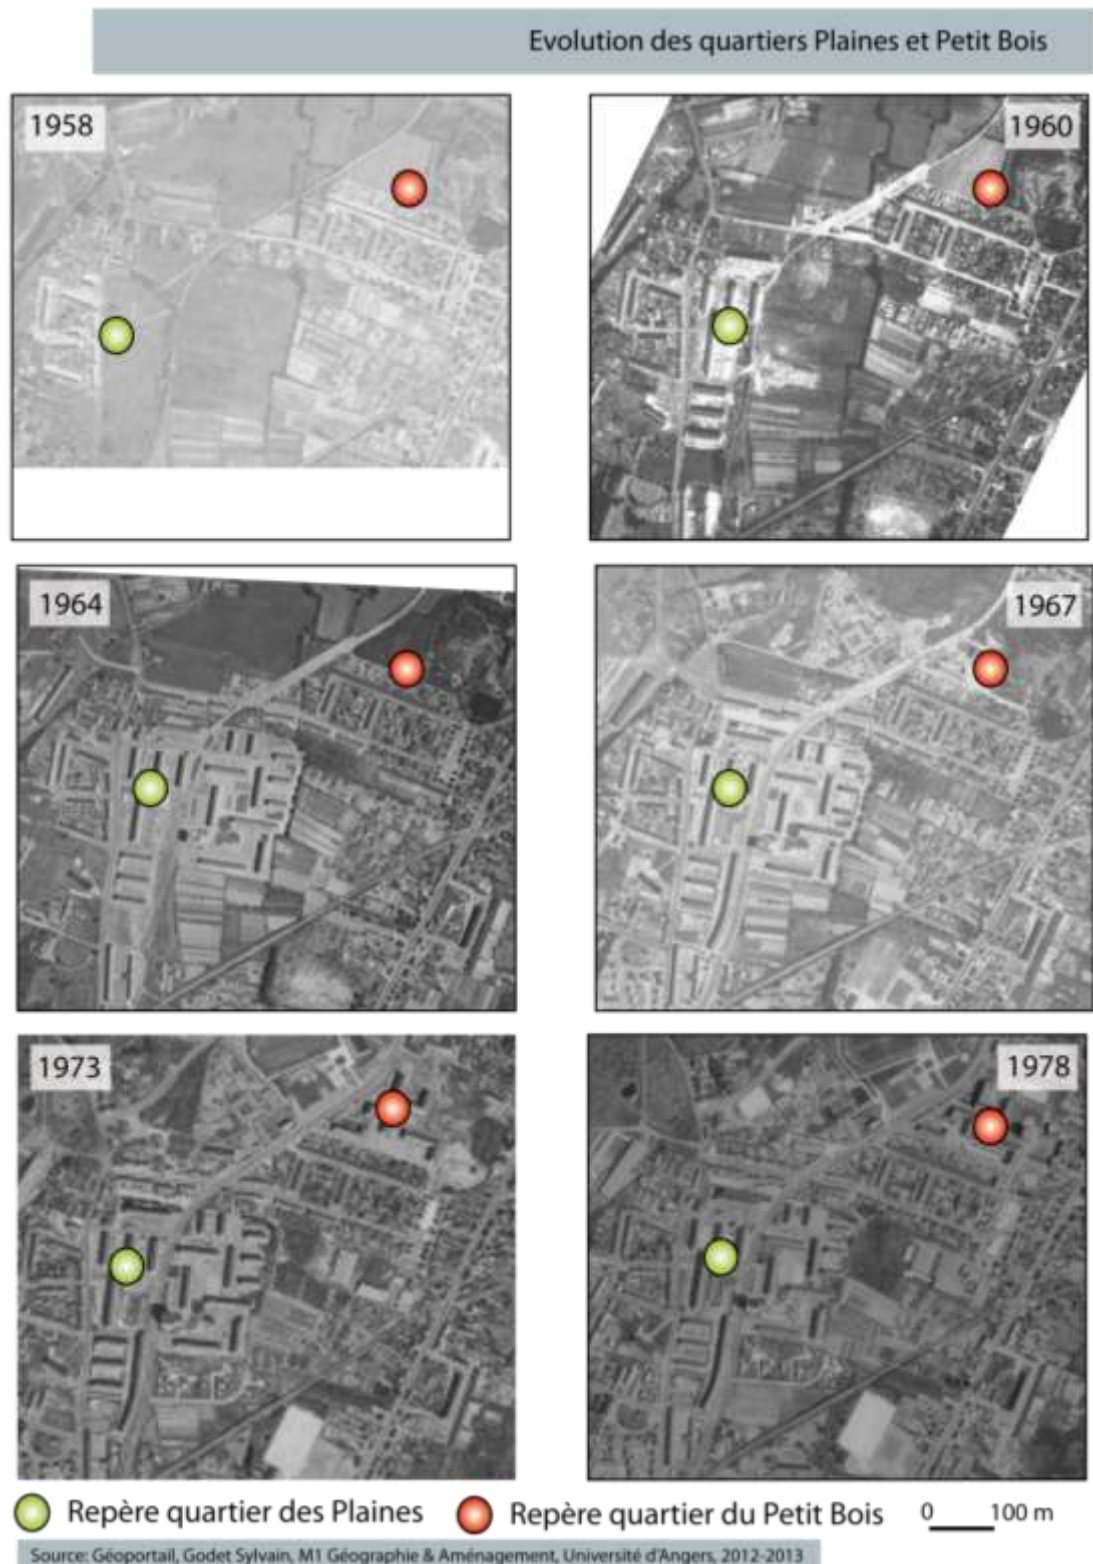 Evolution des quartiers Plaines et Petit Bois
1958
1960
1964
1967
1973
1978
Repère quartier des Plaines
Repère quartier du Petit Bois
0 100 m
Source: Géoportail, Godet Sylvain, M1 Géographie & Aménagement, Université d'Angers, 2012-2013